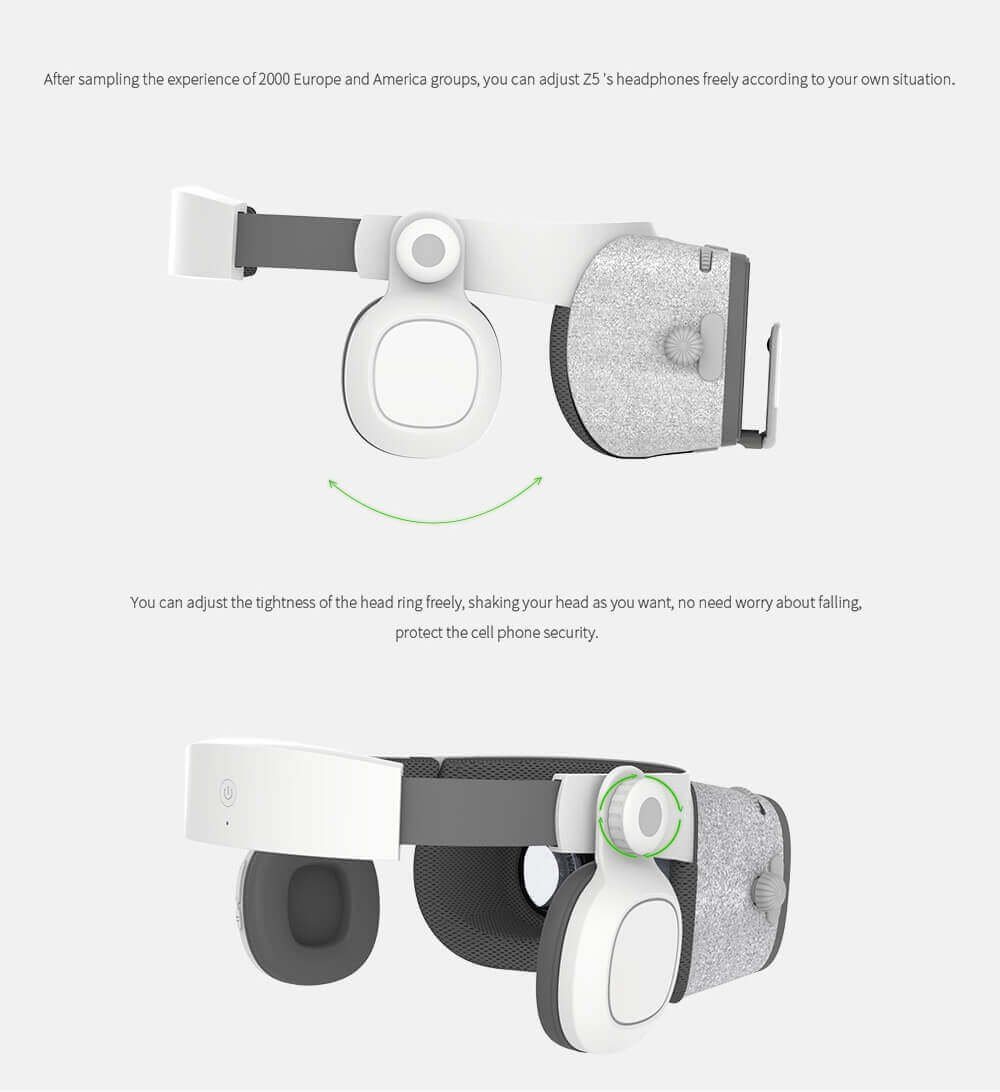 After sampling the experience of 2000 Europe and America groups, you can adjust Z5 's headphones freely according to your own situation.
You can adjust the tightness of the head ring freely, shaking your head as you want, no need worry about falling,
protect the cell phone security.